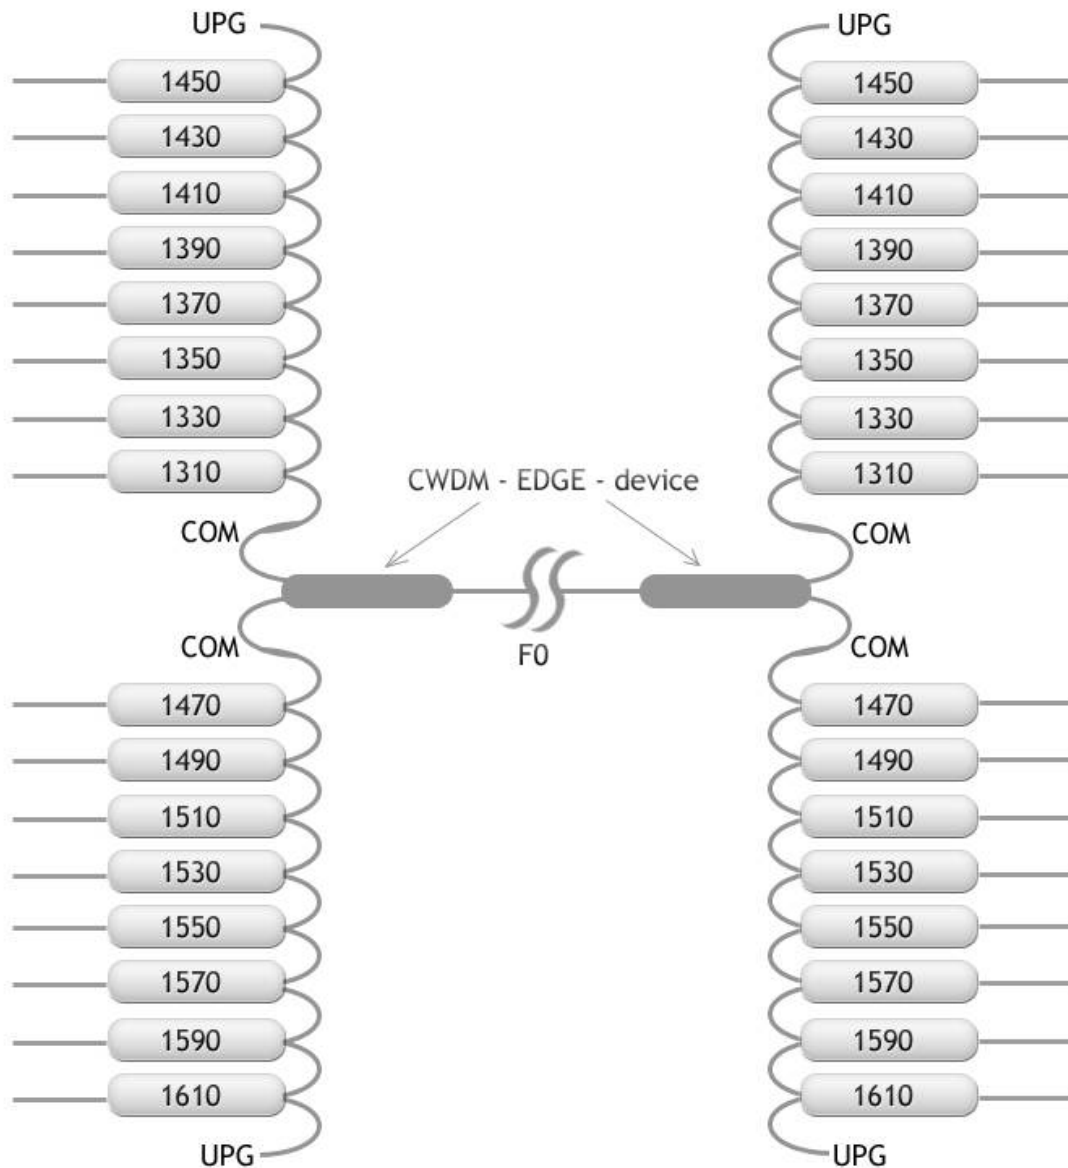 UPG UPG
1450 1450
1430 1430
1410 1410
1390 1390
1370 1370
1350 1350
1330 1330
1310 1310
CWDM - EDGE - device
COM COM
F0
COM COM
1470 1470
1490 1490
1510 1510
1530 1530
1550 1550
1570 1570
1590 1590
1610 1610
UPG UPG